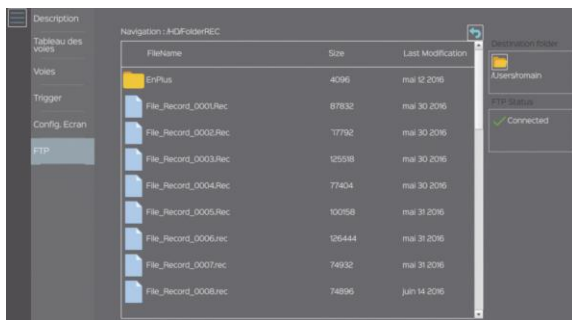 Description
Tableau des
voies
Voies
Trigger
Config. Ecran
FTP
Navigation : /HD/FolderREC
FileName Size Last Modification
EnPlus 4096 mai 12 2016
File_Record_0001.Rec 87832 mai 30 2016
File_Record_0002.Rec 17792 mai 30 2016
File_Record_0003.Rec 125518 mai 30 2016
File_Record_0004.Rec 77404 mai 30 2016
File_Record_0005.Rec 100158 mai 31 2016
File_Record_0006.rec 126444 mai 31 2016
File_Record_0007.rec 74932 mai 31 2016
File_Record_0008.rec 74896 juin 14 2016
Destination folder
/Users/romain
FTP Status
Connected